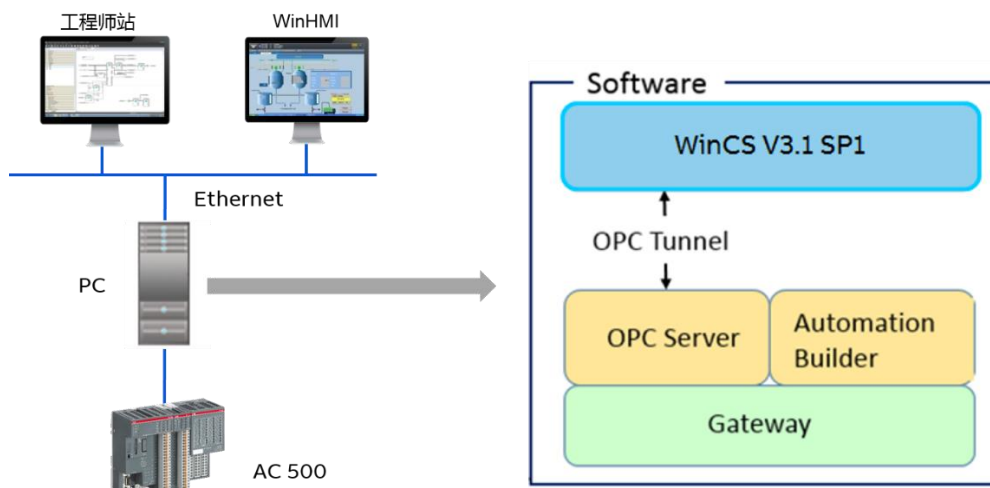 工程师站
WinHMI
Ethernet
PC
AC 500
Software
WinCS V3.1 SP1
OPC Tunnel
OPC Server
Automation
Builder
Gateway